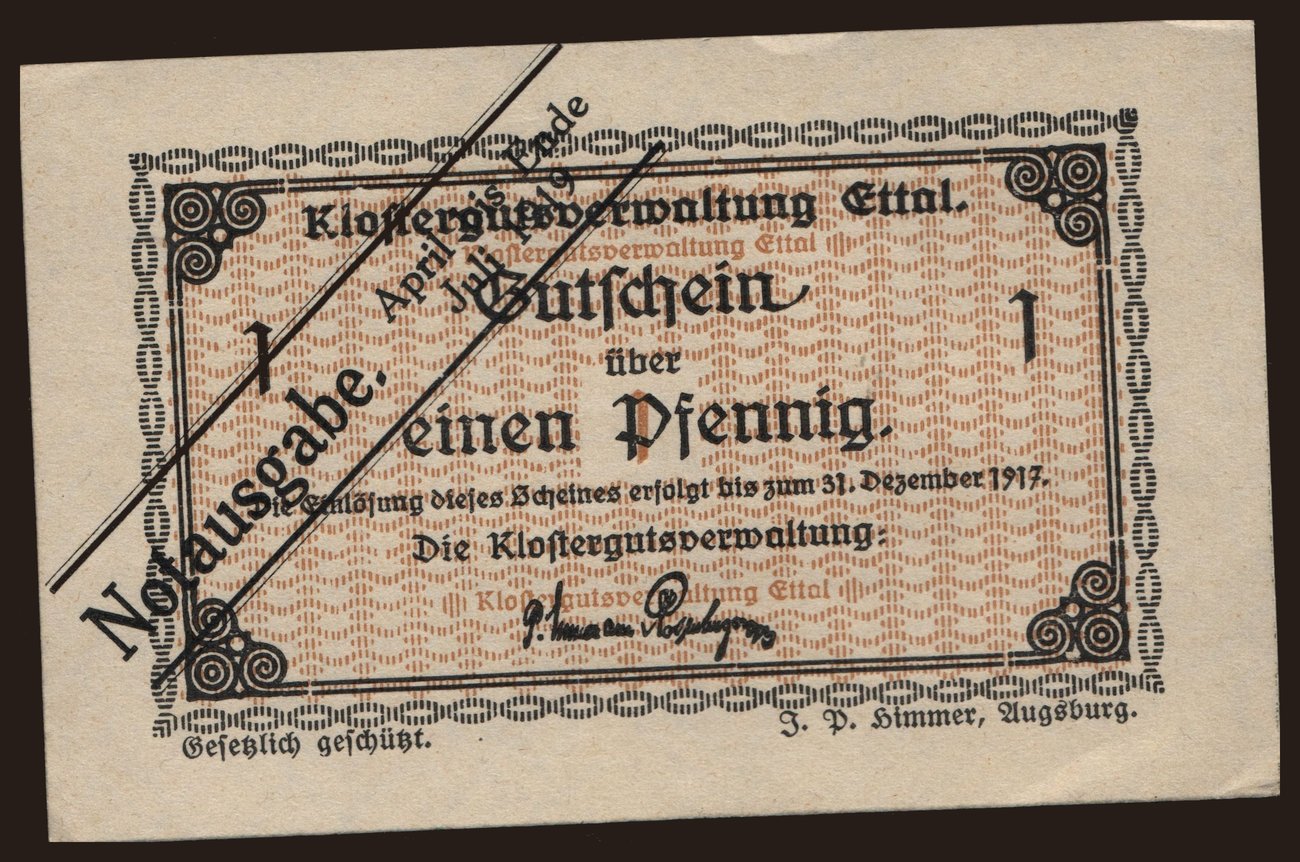 Klostergutsverwaltung Ettal.
Klostergutsverwaltung Ettal
Gutschein
über
1 1
einen Pfennig.
1
Die Einlösung dieses Scheines erfolgt bis zum 31. Dezember 1917.
Die Klostergutsverwaltung:
Klostergutsverwaltung Ettal
Gesetzlich geschützt.
J. P. Himmer, Augsburg.
Notausgabe.
April bis Ende
Juli 1919